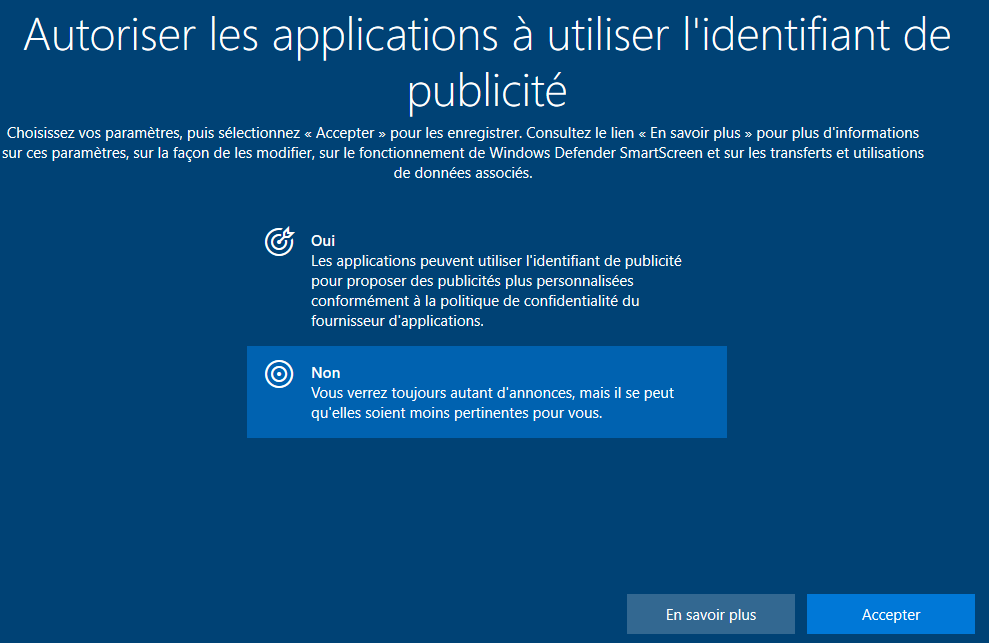 Autoriser les applications à utiliser l'identifiant de
publicité
Choisissez vos paramètres, puis sélectionnez « Accepter » pour les enregistrer. Consultez le lien « En savoir plus » pour plus d'informations
sur ces paramètres, sur la façon de les modifier, sur le fonctionnement de Windows Defender SmartScreen et sur les transferts et utilisations
de données associés.
Oui
Les applications peuvent utiliser l'identifiant de publicité
pour proposer des publicités plus personnalisées
conformément à la politique de confidentialité du
fournisseur d'applications.
Non
Vous verrez toujours autant d'annonces, mais il se peut
qu'elles soient moins pertinentes pour vous.
En savoir plus
Accepter